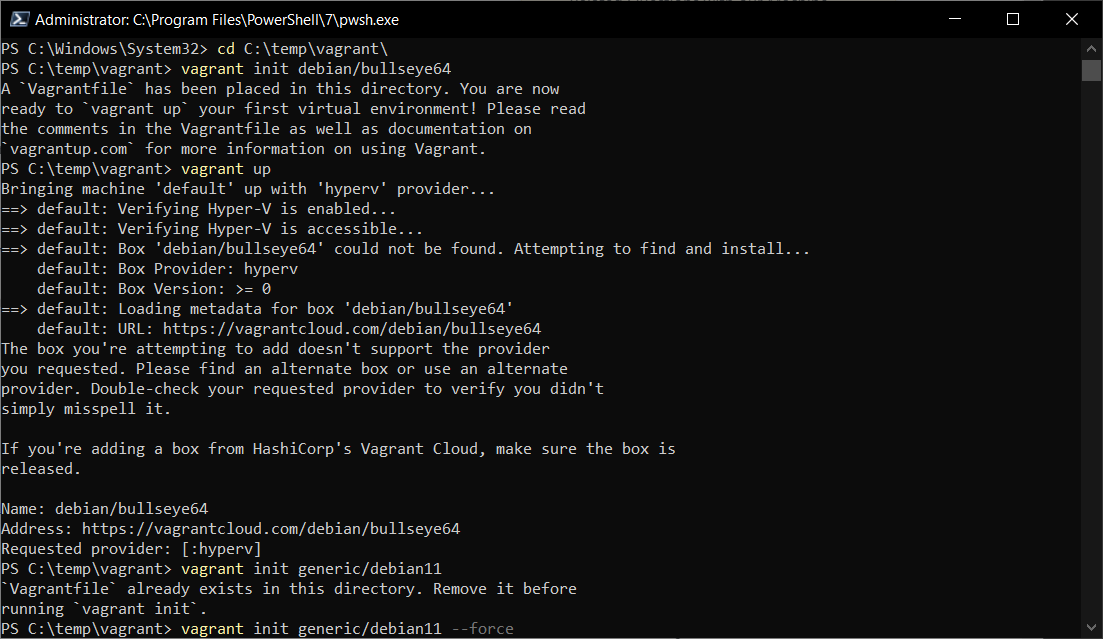 Administrator: C:\Program Files\PowerShell\7\pwsh.exe
PS C:\Windows\System32> cd C:\temp\vagrant\
PS C:\temp\vagrant> vagrant init debian/bullseye64
A `Vagrantfile` has been placed in this directory. You are now
ready to `vagrant up` your first virtual environment! Please read
the comments in the Vagrantfile as well as documentation on
`vagrantup.com` for more information on using Vagrant.
PS C:\temp\vagrant> vagrant up
Bringing machine 'default' up with 'hyperv' provider...
==> default: Verifying Hyper-V is enabled...
==> default: Verifying Hyper-V is accessible...
==> default: Box 'debian/bullseye64' could not be found. Attempting to find and install...
    default: Box Provider: hyperv
    default: Box Version: >= 0
==> default: Loading metadata for box 'debian/bullseye64'
    default: URL: https://vagrantcloud.com/debian/bullseye64
The box you're attempting to add doesn't support the provider
you requested. Please find an alternate box or use an alternate
provider. Double-check your requested provider to verify you didn't
simply misspell it.

If you're adding a box from HashiCorp's Vagrant Cloud, make sure the box is
released.

Name: debian/bullseye64
Address: https://vagrantcloud.com/debian/bullseye64
Requested provider: [:hyperv]
PS C:\temp\vagrant> vagrant init generic/debian11
`Vagrantfile` already exists in this directory. Remove it before
running `vagrant init`.
PS C:\temp\vagrant> vagrant init generic/debian11 --force